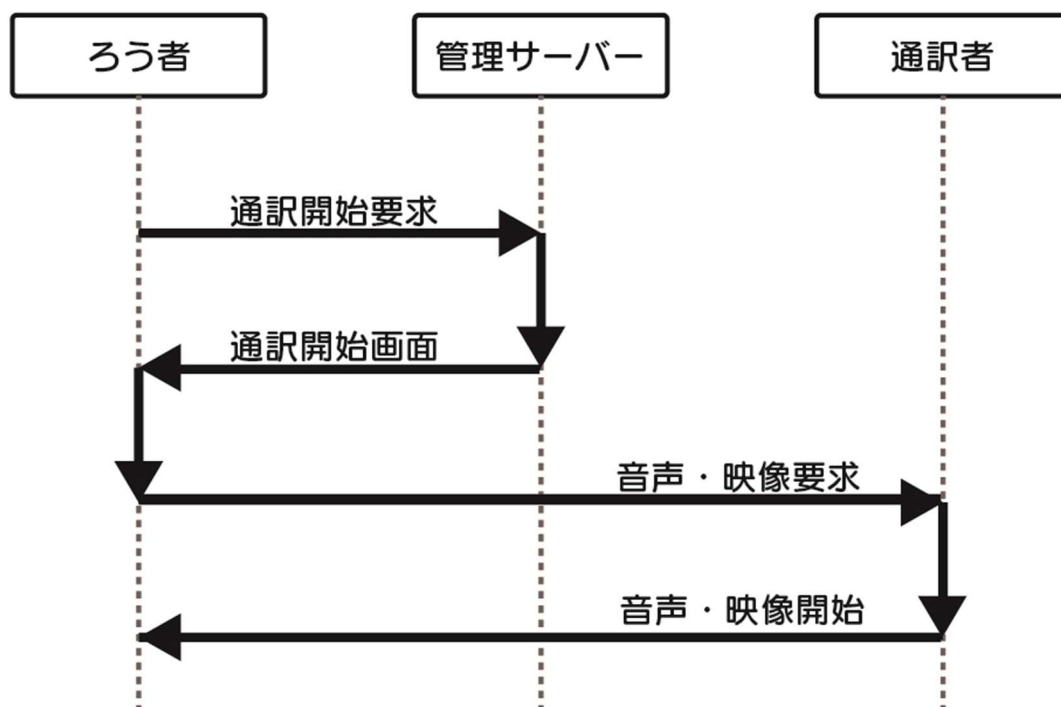 ろう者
管理サーバー
通訳者
通訳開始要求
通訳開始画面
音声・映像要求
音声・映像開始